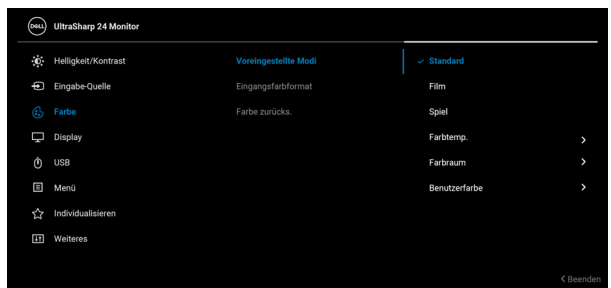 DELL UltraSharp 24 Monitor
Helligkeit/Kontrast Voreingestellte Modi Standard
Eingabe-Quelle Eingangsfarbformat Film
Farbe Farbe zurücks. Spiel
Display Farbtemp.
USB Farbraum
Menü Benutzerfarbe
Individualisieren
Weiteres
Beenden